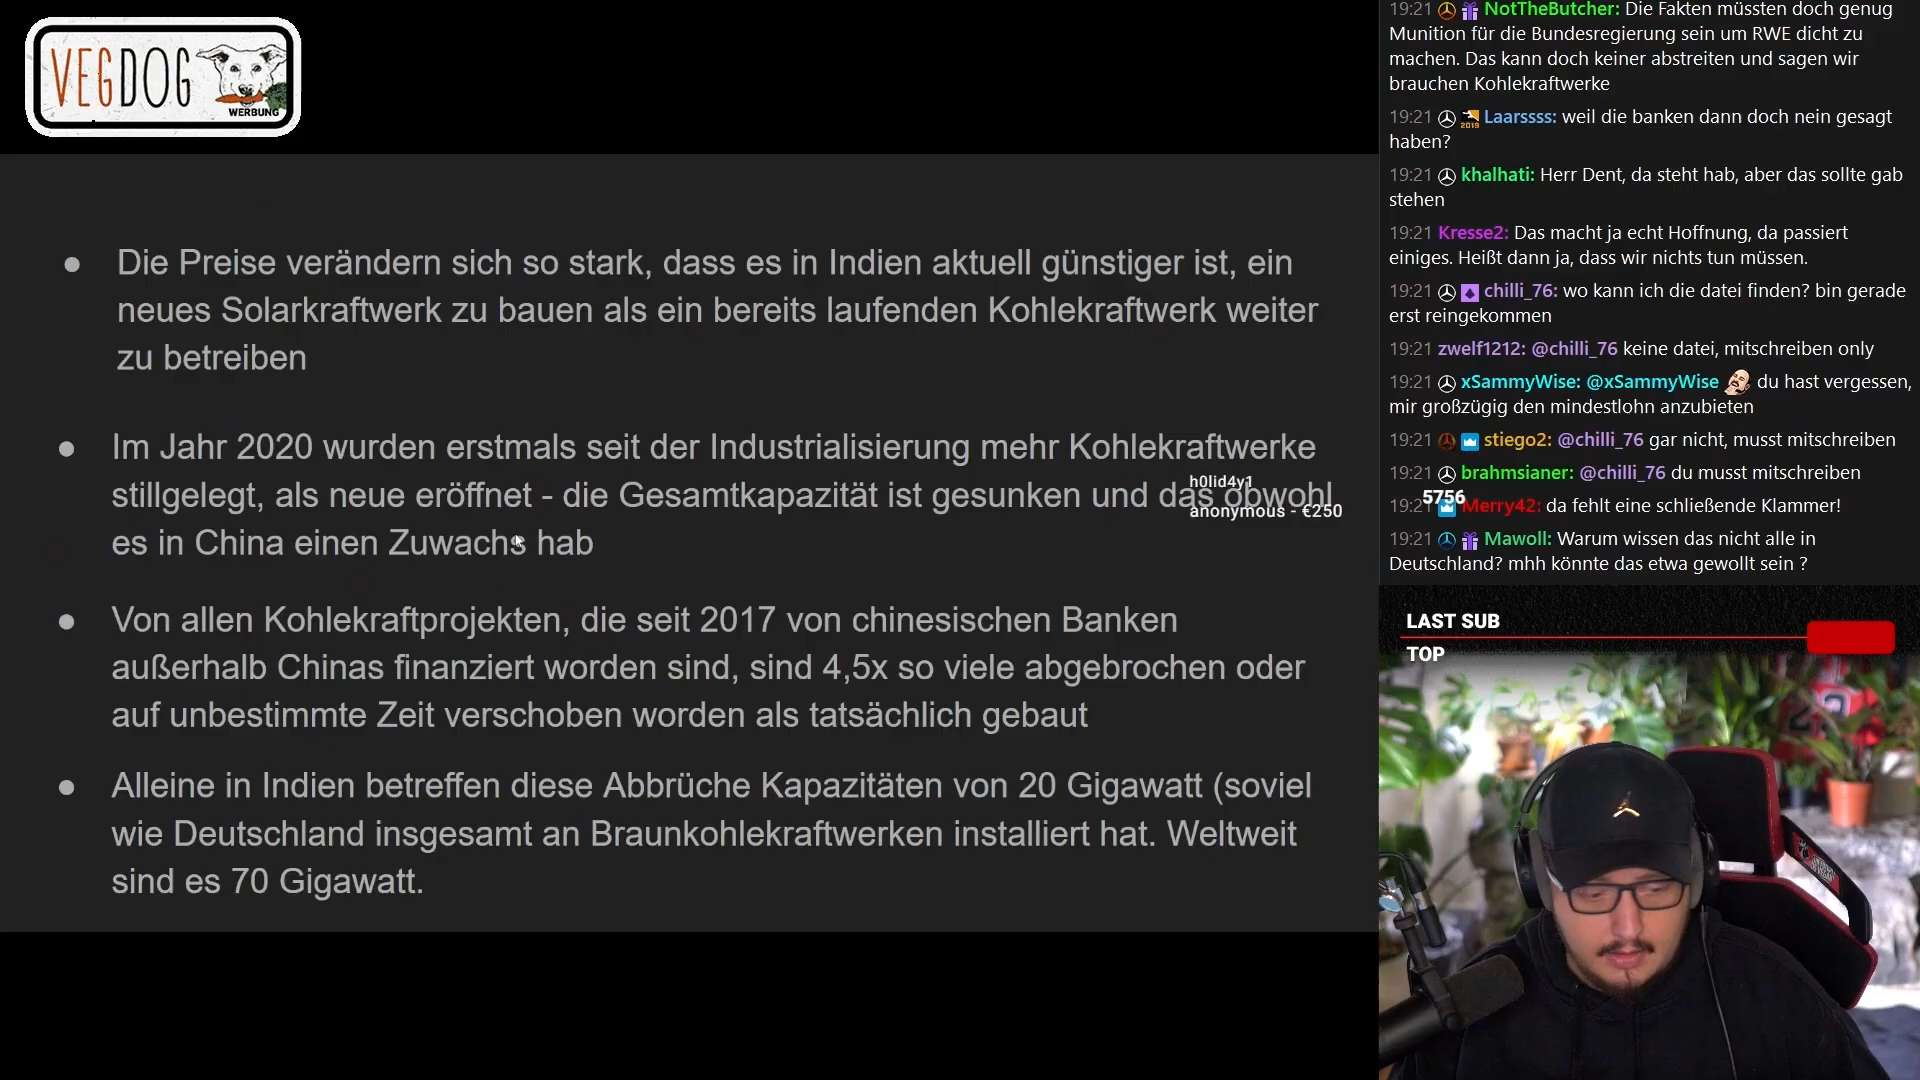 VEGDOG
WERBUNG
Die Preise verändern sich so stark, dass es in Indien aktuell günstiger ist, ein
neues Solarkraftwerk zu bauen als ein bereits laufenden Kohlekraftwerk weiter
zu betreiben
Im Jahr 2020 wurden erstmals seit der Industrialisierung mehr Kohlekraftwerke
stillgelegt, als neue eröffnet - die Gesamtkapazität ist gesunken und das obwohl
es in China einen Zuwachs hab
h0lid4y1
anonymous - €250
Von allen Kohlekraftprojekten, die seit 2017 von chinesischen Banken
außerhalb Chinas finanziert worden sind, sind 4,5x so viele abgebrochen oder
auf unbestimmte Zeit verschoben worden als tatsächlich gebaut
Alleine in Indien betreffen diese Abbrüche Kapazitäten von 20 Gigawatt (soviel
wie Deutschland insgesamt an Braunkohlekraftwerken installiert hat. Weltweit
sind es 70 Gigawatt.
19:21 NotTheButcher: Die Fakten müssten doch genug
Munition für die Bundesregierung sein um RWE dicht zu
machen. Das kann doch keiner abstreiten und sagen wir
brauchen Kohlekraftwerke
19:21 2019 Laarssss: weil die banken dann doch nein gesagt
haben?
19:21 khalhati: Herr Dent, da steht hab, aber das sollte gab
stehen
19:21 Kresse2: Das macht ja echt Hoffnung, da passiert
einiges. Heißt dann ja, dass wir nichts tun müssen.
19:21 chilli_76: wo kann ich die datei finden? bin gerade
erst reingekommen
19:21 zwelf1212: @chilli_76 keine datei, mitschreiben only
19:21 xSammyWise: @xSammyWise du hast vergessen,
mir großzügig den mindestlohn anzubieten
19:21 stiego2: @chilli_76 gar nicht, musst mitschreiben
19:21 brahmsianer: @chilli_76 du musst mitschreiben
5756
19:21 Merry42: da fehlt eine schließende Klammer!
19:21 Mawoll: Warum wissen das nicht alle in
Deutschland? mhh könnte das etwa gewollt sein ?
LAST SUB
TOP